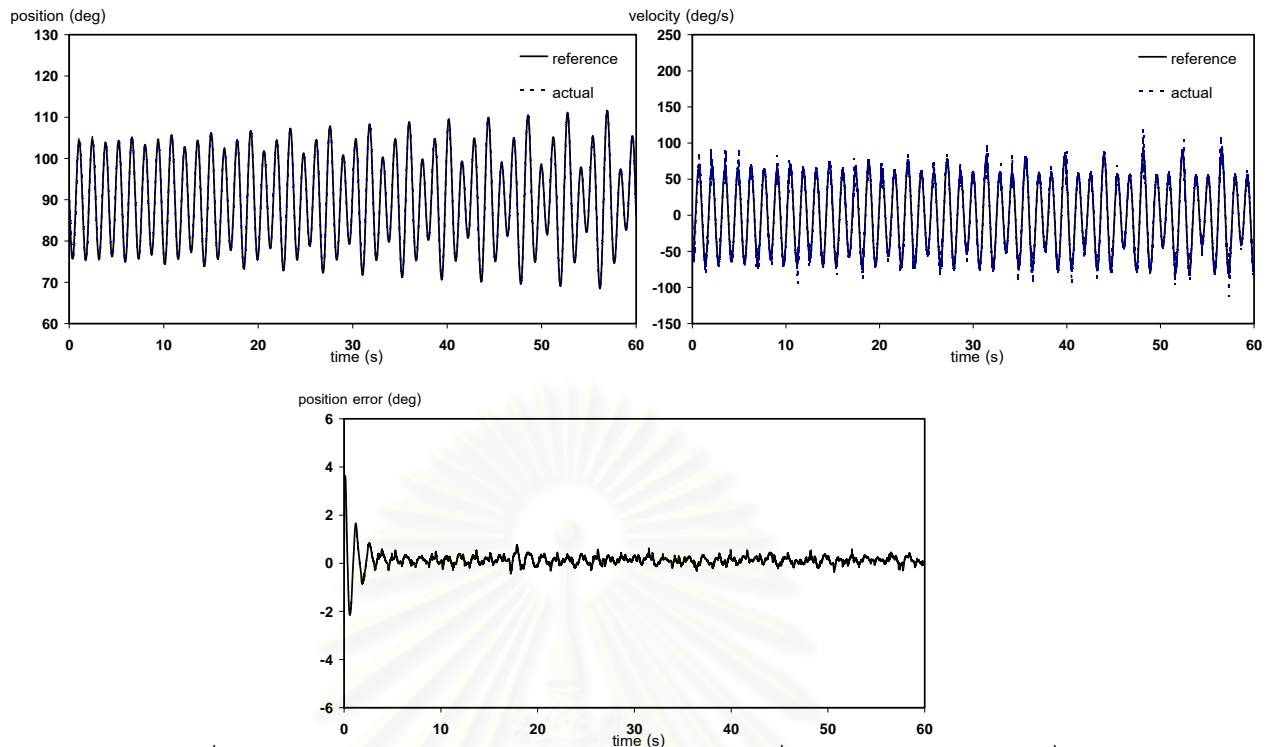 position (deg)
130
120
110
100
90
80
70
60
0 10 20 30 40 50 60
time (s)
reference
actual
velocity (deg/s)
250
200
150
100
50
0
-50
-100
-150
0 10 20 30 40 50 60
time (s)
reference
actual
position error (deg)
6
4
2
0
-2
-4
-6
0 10 20 30 40 50 60
time (s)